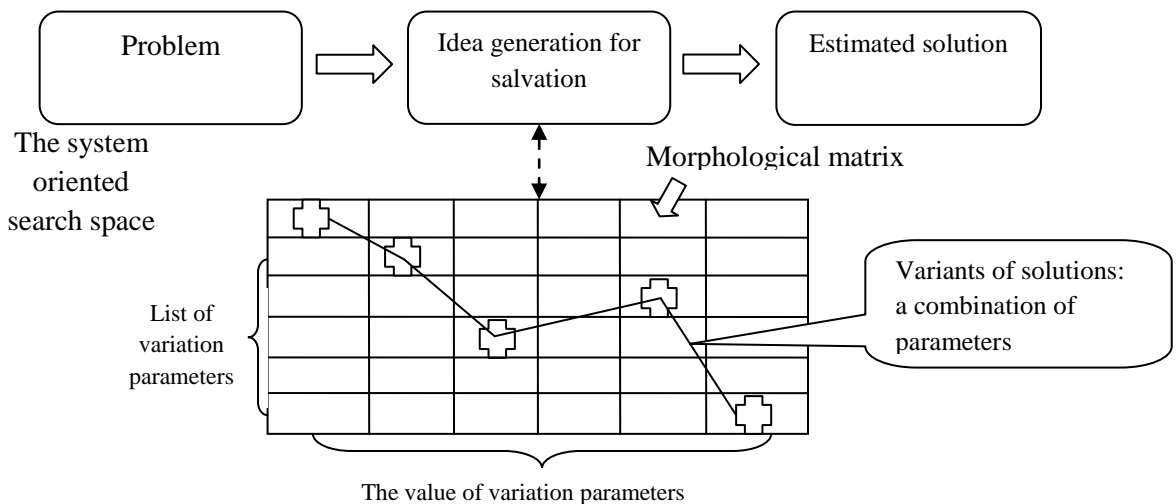 Problem
Idea generation for
salvation
Estimated solution
The system
oriented
search space
Morphological matrix
List of
variation
parameters
Variants of solutions:
a combination of
parameters
The value of variation parameters